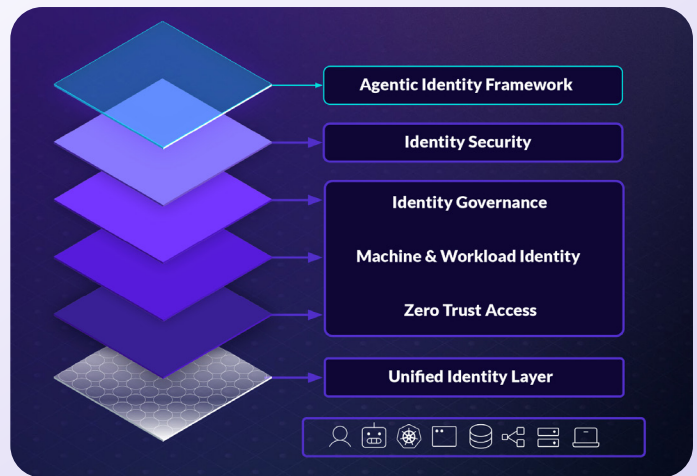 Agentic Identity Framework
Identity Security
Identity Governance
Machine & Workload Identity
Zero Trust Access
Unified Identity Layer